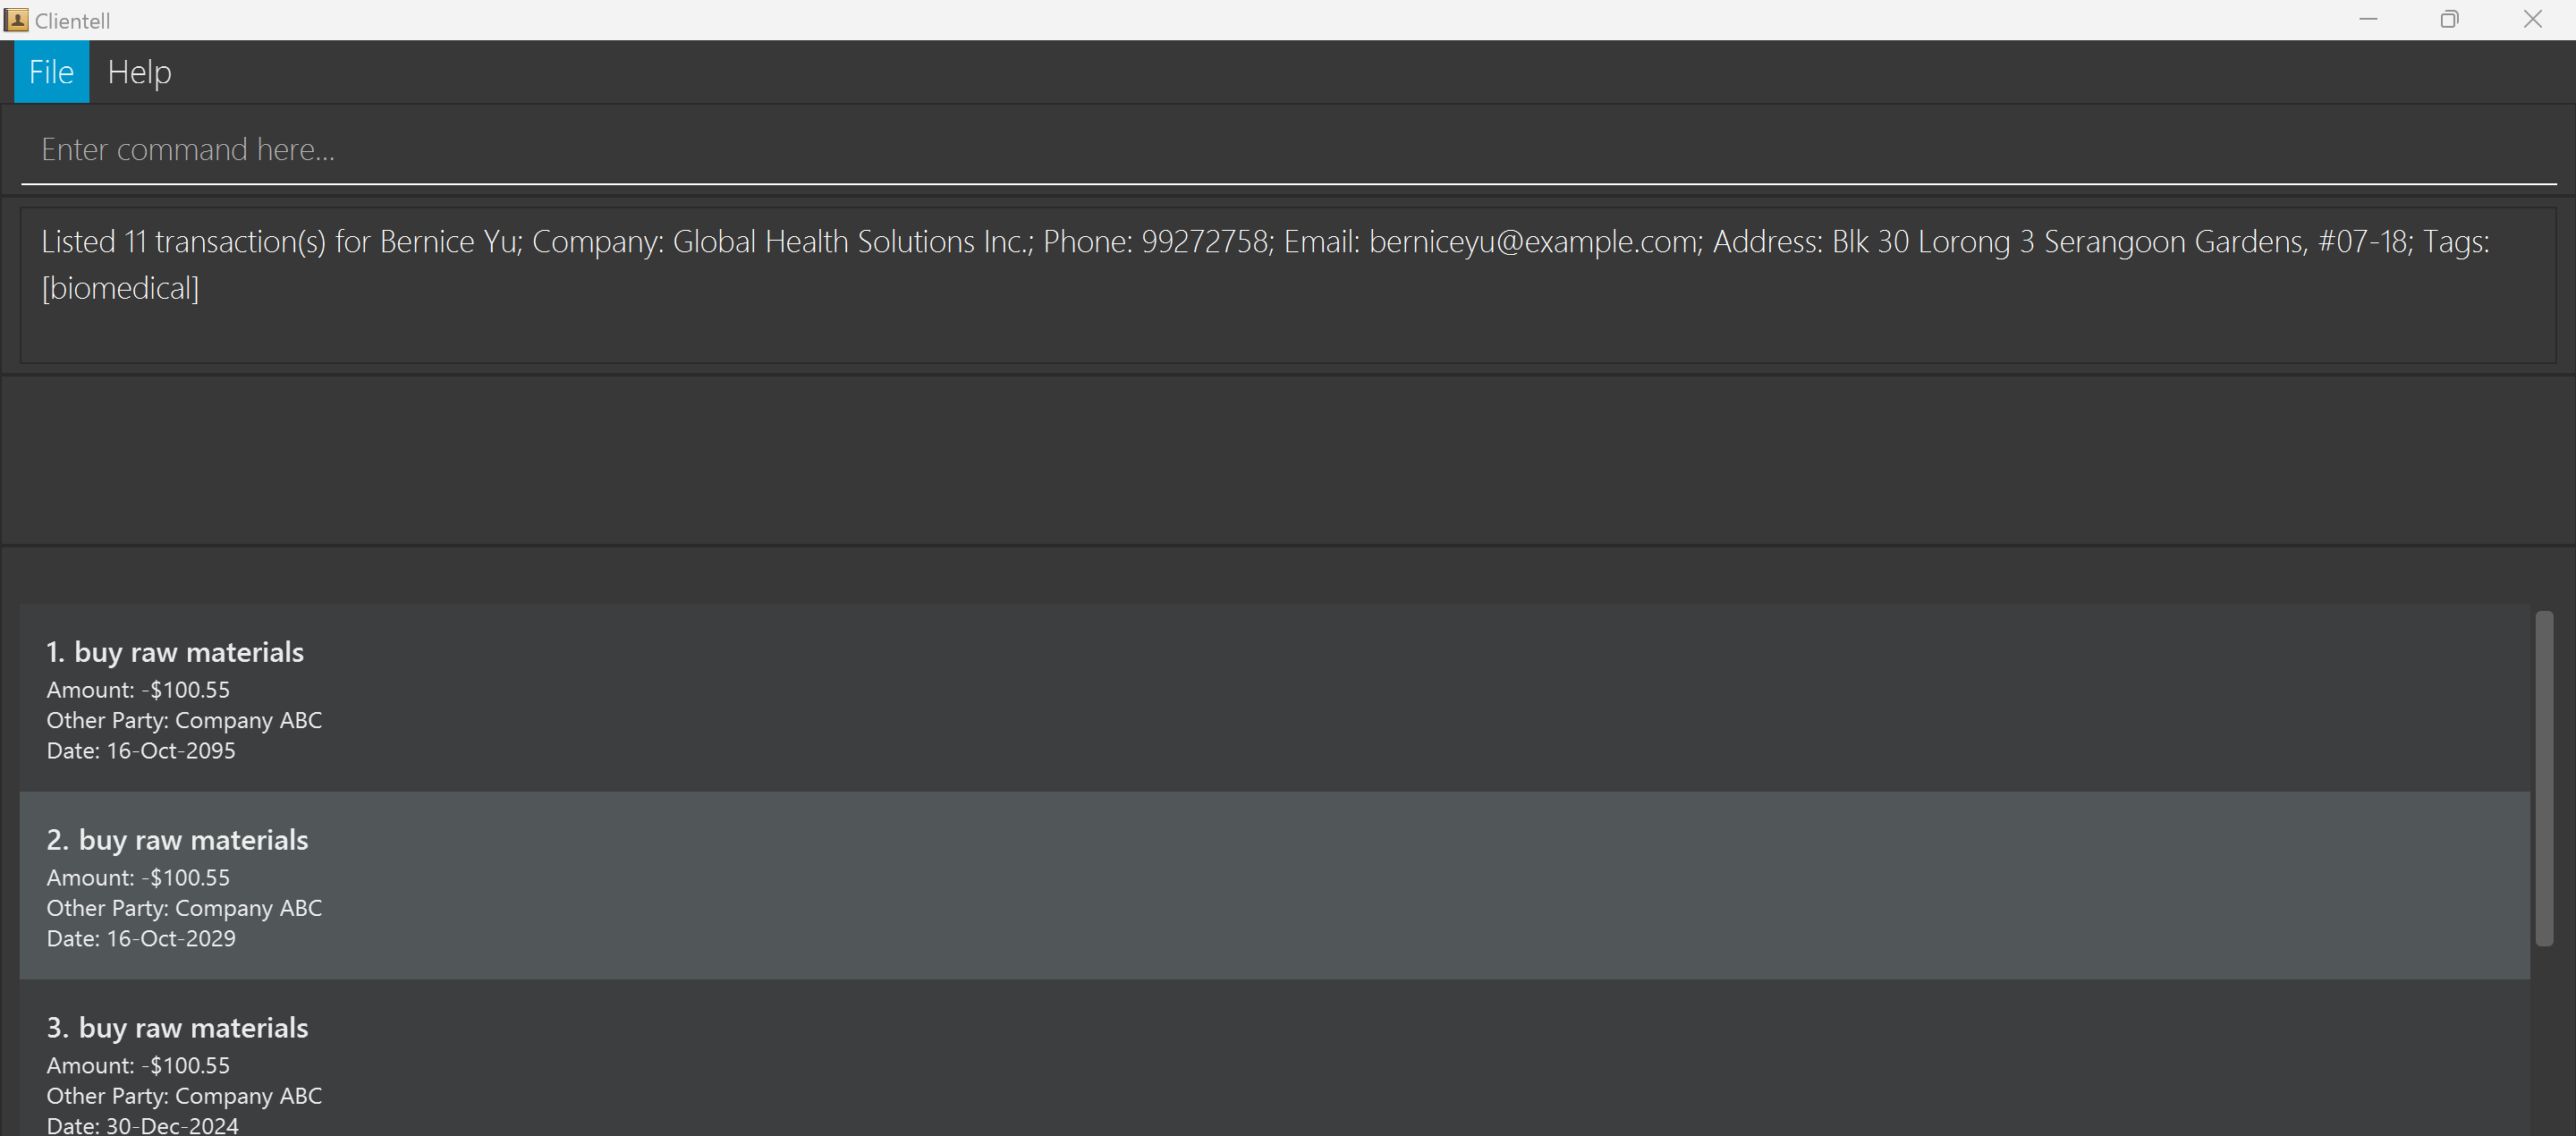 Clientell
File Help
Enter command here...
Listed 11 transaction(s) for Bernice Yu; Company: Global Health Solutions Inc.; Phone: 99272758; Email: berniceyu@example.com; Address: Blk 30 Lorong 3 Serangoon Gardens, #07-18; Tags:
[biomedical]
1. buy raw materials
Amount: -$100.55
Other Party: Company ABC
Date: 16-Oct-2095
2. buy raw materials
Amount: -$100.55
Other Party: Company ABC
Date: 16-Oct-2029
3. buy raw materials
Amount: -$100.55
Other Party: Company ABC
Date: 30-Dec-2024